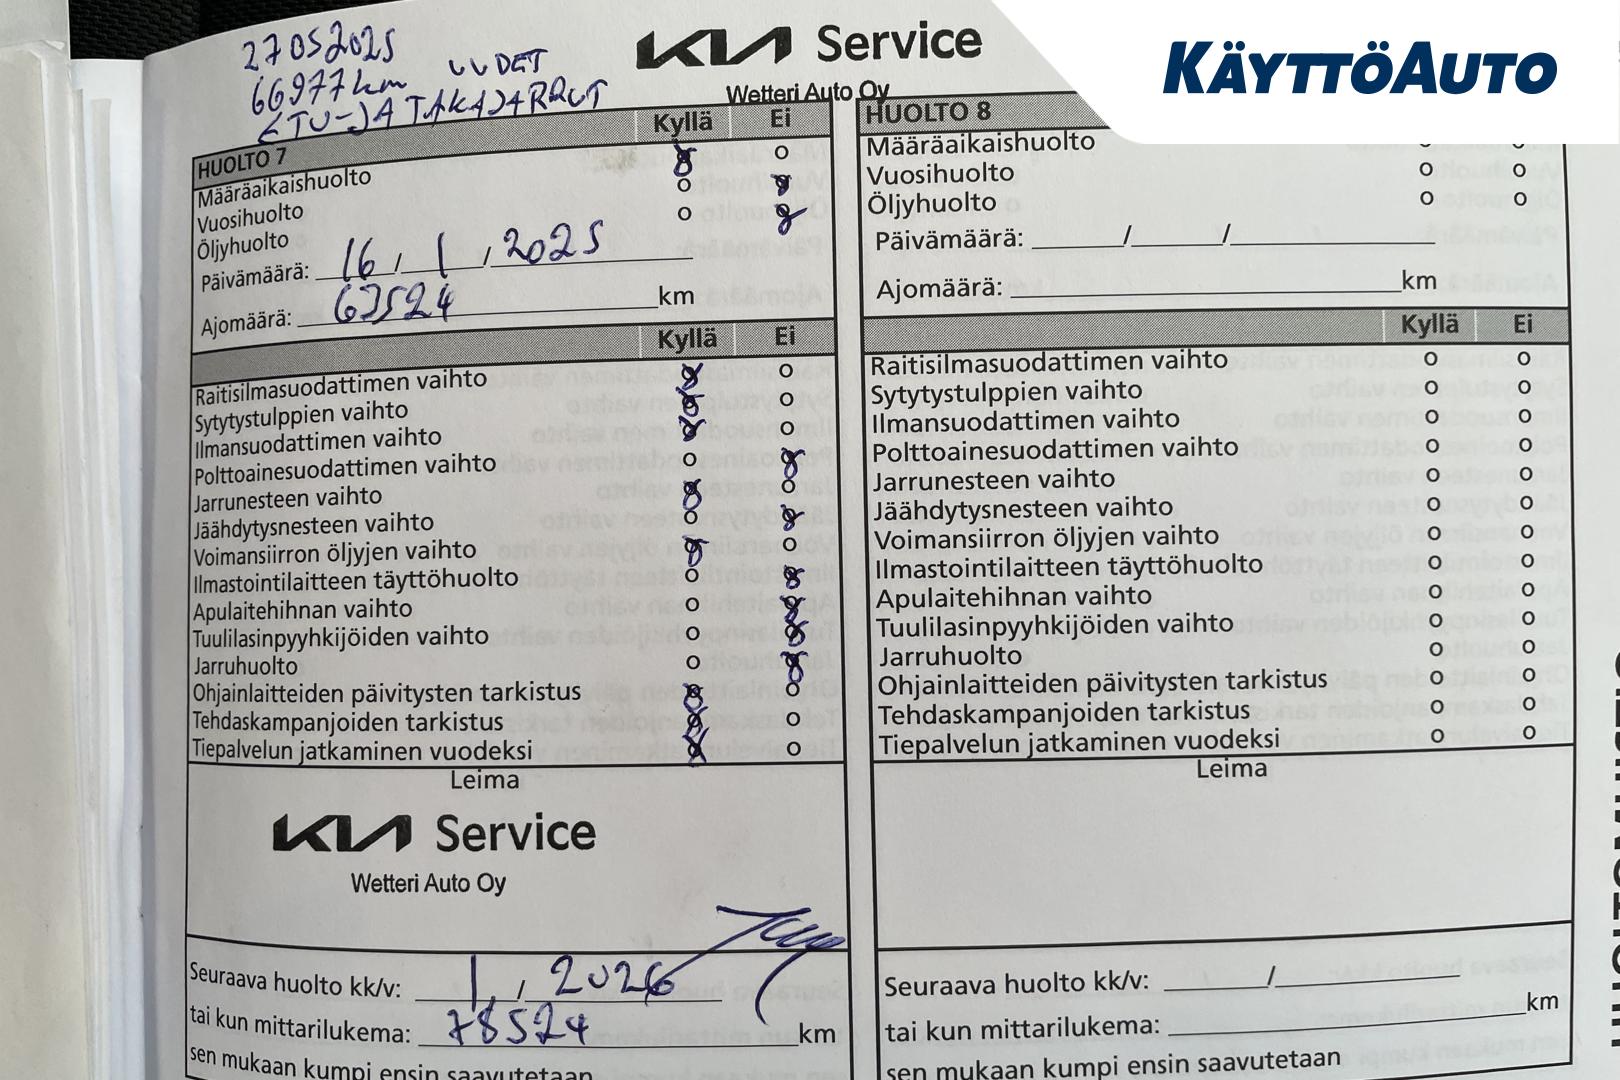 27052025
66977km UUDET
ETU-JA TAKAJARRUT
KIA Service
Wetteri Auto Oy
KÄYTTÖAUTO
HUOLTO 7 Kyllä Ei
Määräaikaishuolto
Vuosihuolto
Öljyhuolto
Päivämäärä: 16 / 1 / 2025
Ajomäärä: 63524 km
Kyllä Ei
Raitisilmasuodattimen vaihto
Sytytystulppien vaihto
Ilmansuodattimen vaihto
Polttoainesuodattimen vaihto
Jarrunesteen vaihto
Jäähdytysnesteen vaihto
Voimansiirron öljyjen vaihto
Ilmastointilaitteen täyttöhuolto
Apulaitehihnan vaihto
Tuulilasinpyyhkijöiden vaihto
Jarruhuolto
Ohjainlaitteiden päivitysten tarkistus
Tehdaskampanjoiden tarkistus
Tiepalvelun jatkaminen vuodeksi
Leima
KIA Service
Wetteri Auto Oy
Seuraava huolto kk/v: 1 / 2026
tai kun mittarilukema: 78524 km
sen mukaan kumpi ensin saavutetaan
HUOLTO 8
Määräaikaishuolto
Vuosihuolto
Öljyhuolto
Päivämäärä: / /
Ajomäärä: km
Kyllä Ei
Raitisilmasuodattimen vaihto
Sytytystulppien vaihto
Ilmansuodattimen vaihto
Polttoainesuodattimen vaihto
Jarrunesteen vaihto
Jäähdytysnesteen vaihto
Voimansiirron öljyjen vaihto
Ilmastointilaitteen täyttöhuolto
Apulaitehihnan vaihto
Tuulilasinpyyhkijöiden vaihto
Jarruhuolto
Ohjainlaitteiden päivitysten tarkistus
Tehdaskampanjoiden tarkistus
Tiepalvelun jatkaminen vuodeksi
Leima
Seuraava huolto kk/v: /
tai kun mittarilukema: km
sen mukaan kumpi ensin saavutetaan